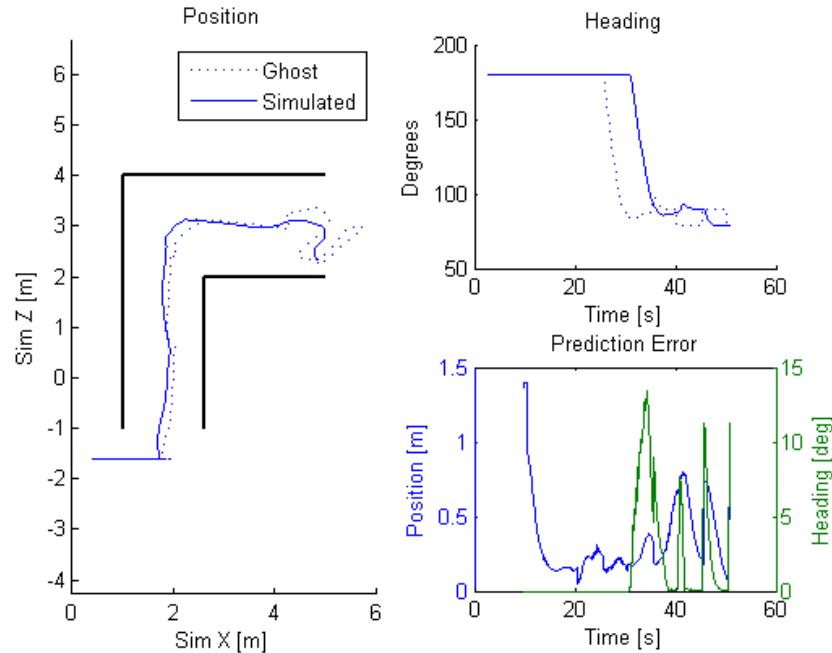 Position
Ghost
Simulated
6
5
4
3
2
1
0
-1
-2
-3
-4
Sim Z [m]
0
2
4
6
Sim X [m]
Heading
200
150
100
50
Degrees
0
20
40
60
Time [s]
Prediction Error
1.5
1
0.5
0
Position [m]
15
10
5
0
Heading [deg]
0
20
40
60
Time [s]